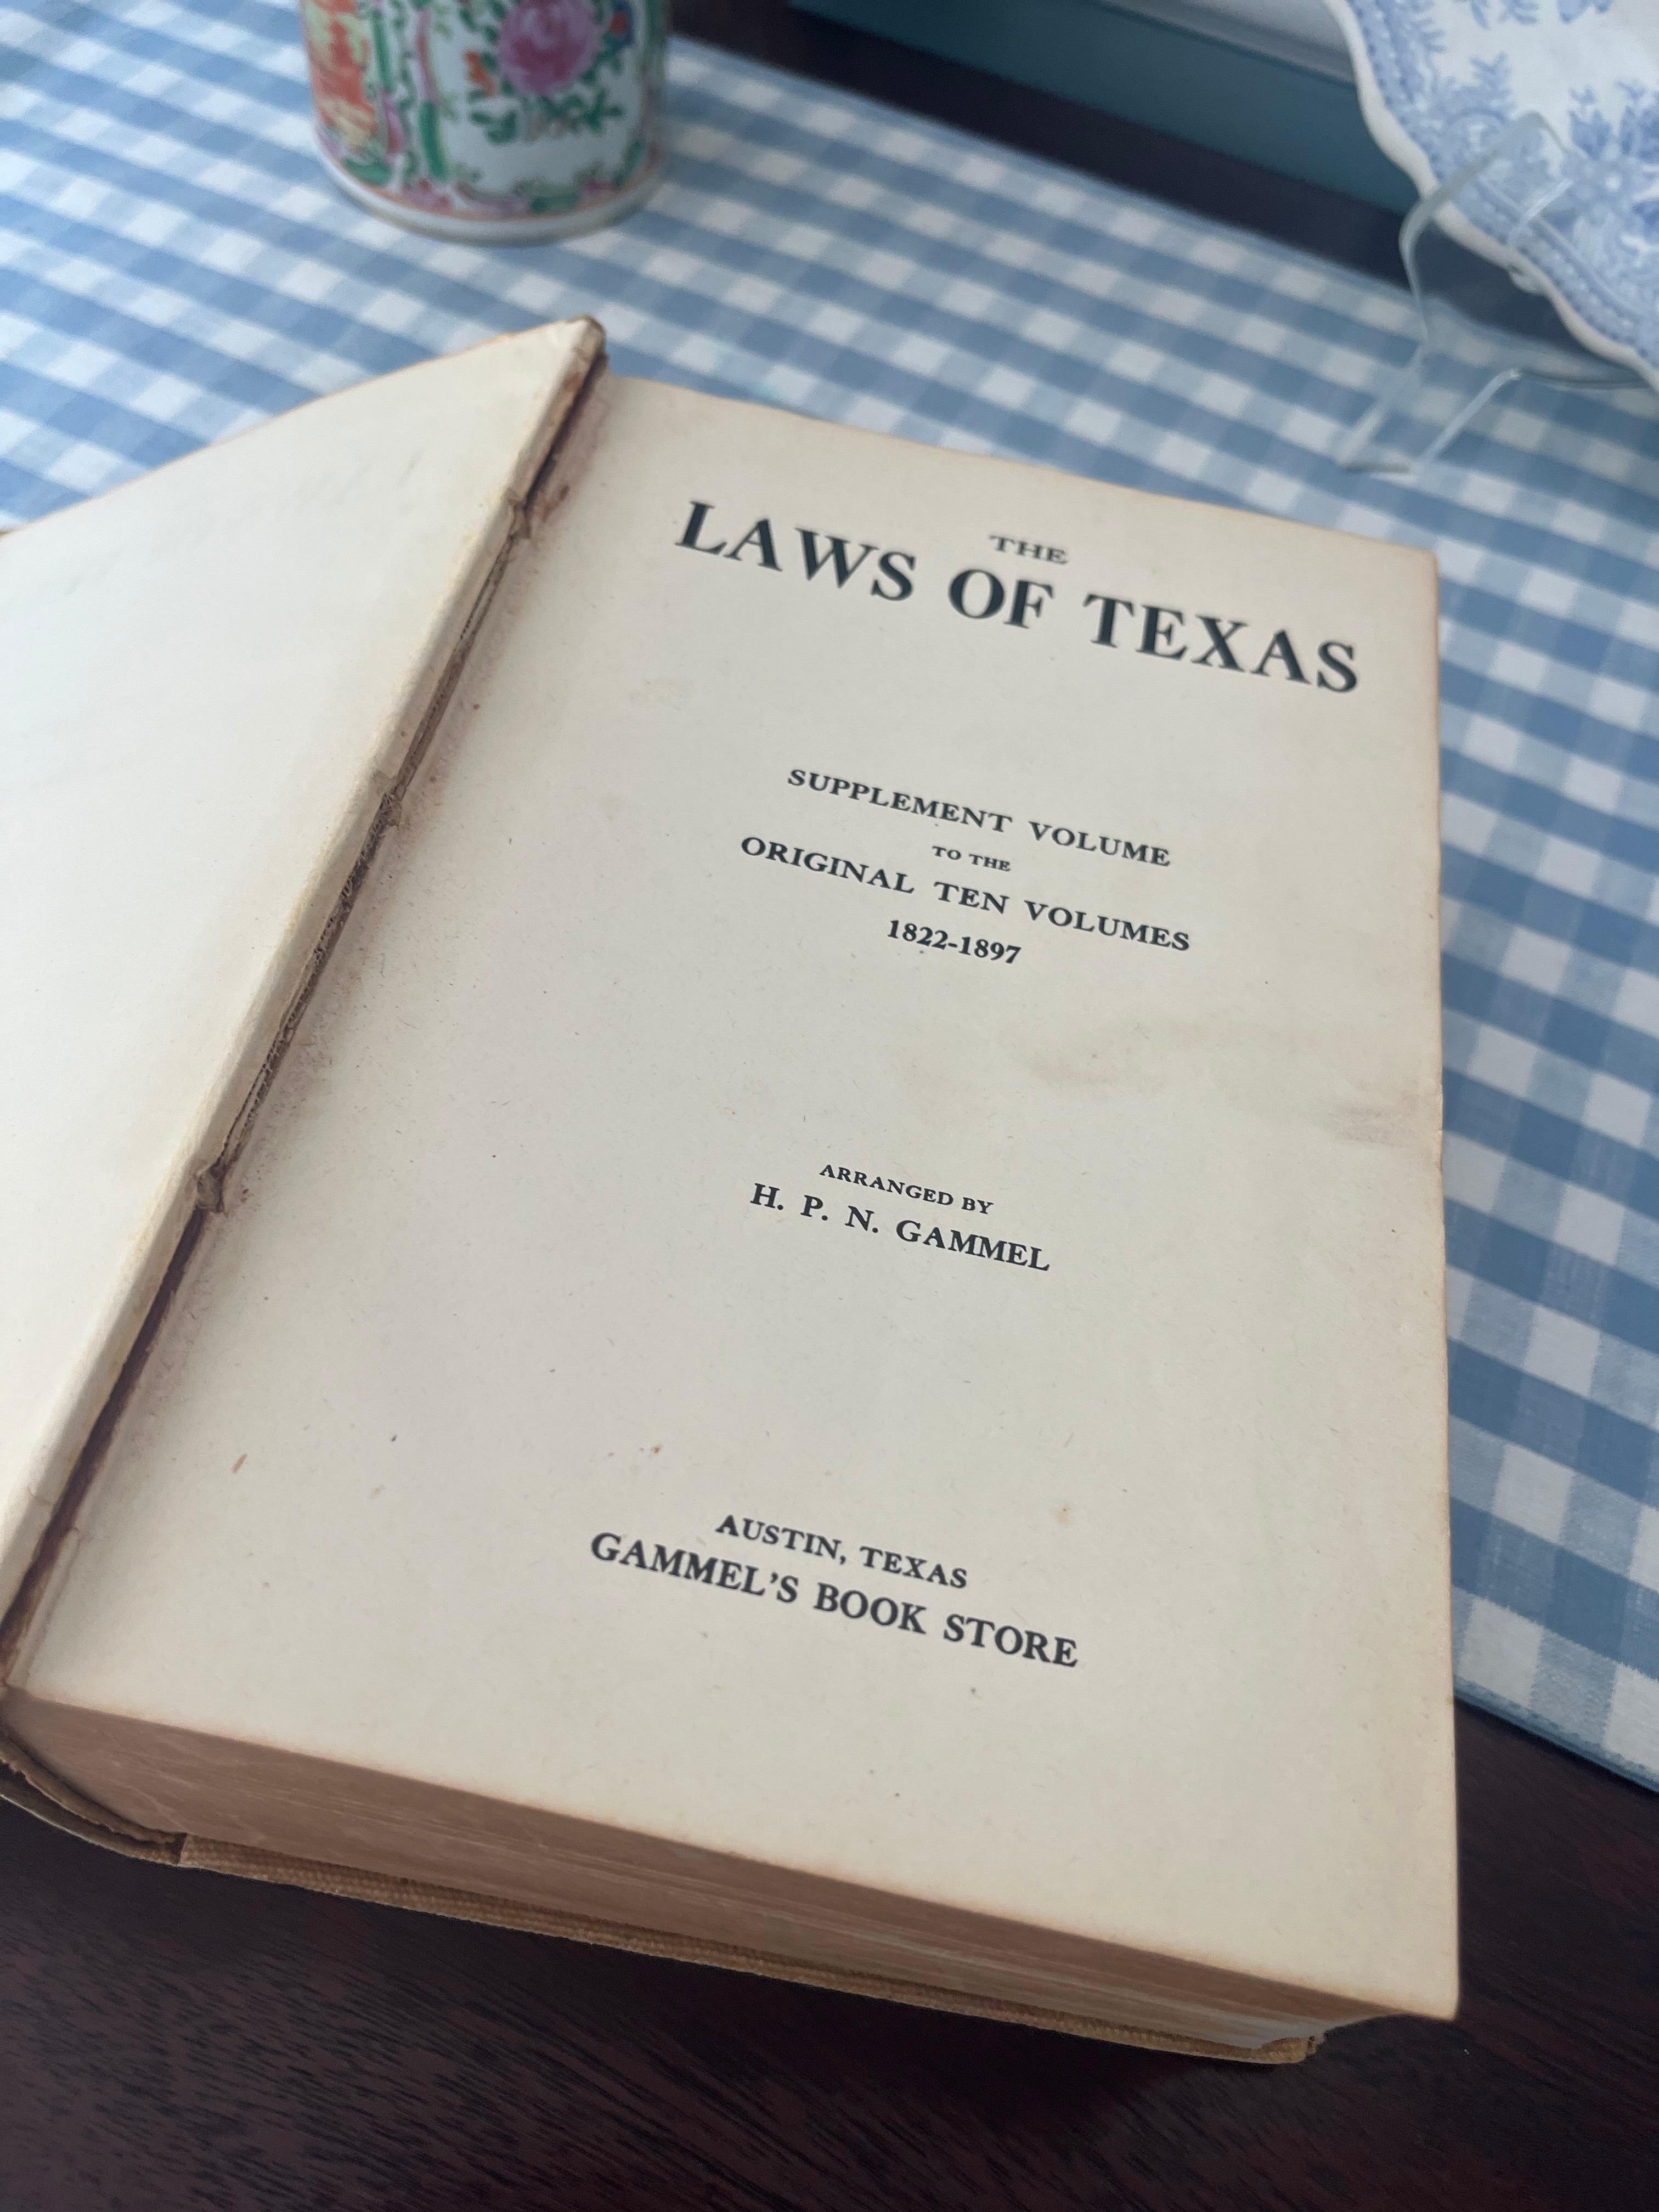 THE
LAWS OF TEXAS
SUPPLEMENT VOLUME
TO THE
ORIGINAL TEN VOLUMES
1822-1897
ARRANGED BY
H. P. N. GAMMEL
AUSTIN, TEXAS
GAMMEL'S BOOK STORE